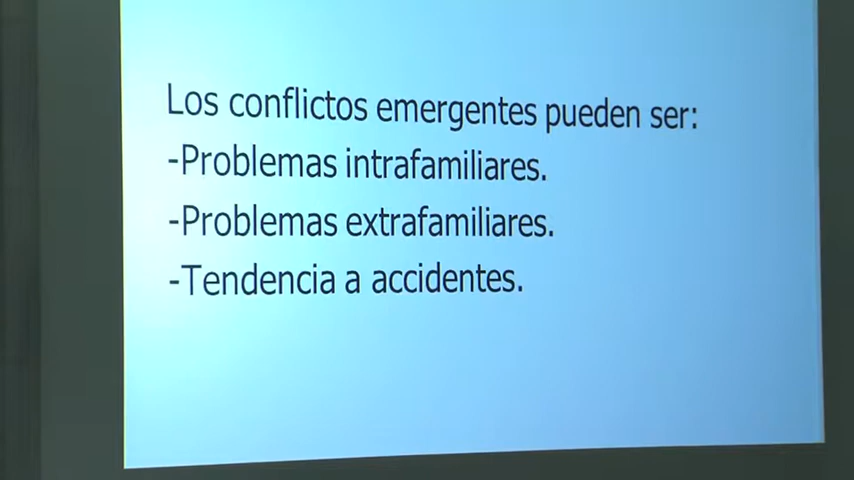 Los conflictos emergentes pueden ser:
-Problemas intrafamiliares.
-Problemas extrafamiliares.
-Tendencia a accidentes.